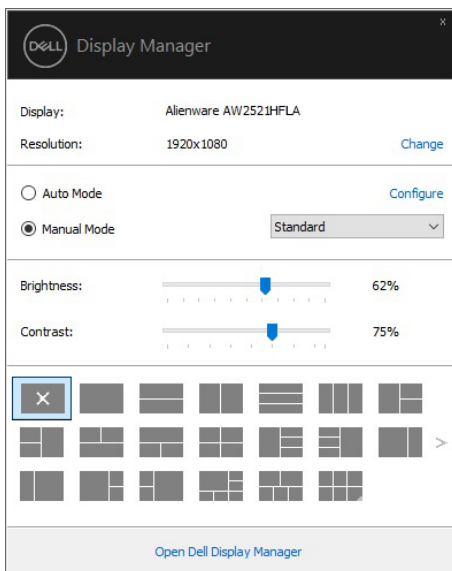 x
DELL Display Manager
Display: Alienware AW2521HFLA
Resolution: 1920x1080 Change
Auto Mode Configure
Manual Mode Standard
Brightness: 62%
Contrast: 75%
Open Dell Display Manager